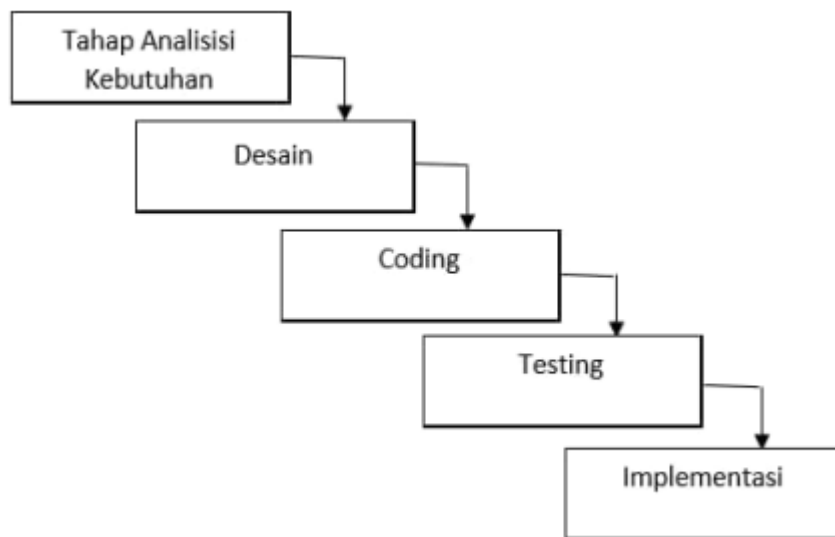 Tahap Analisisi
Kebutuhan
Desain
Coding
Testing
Implementasi